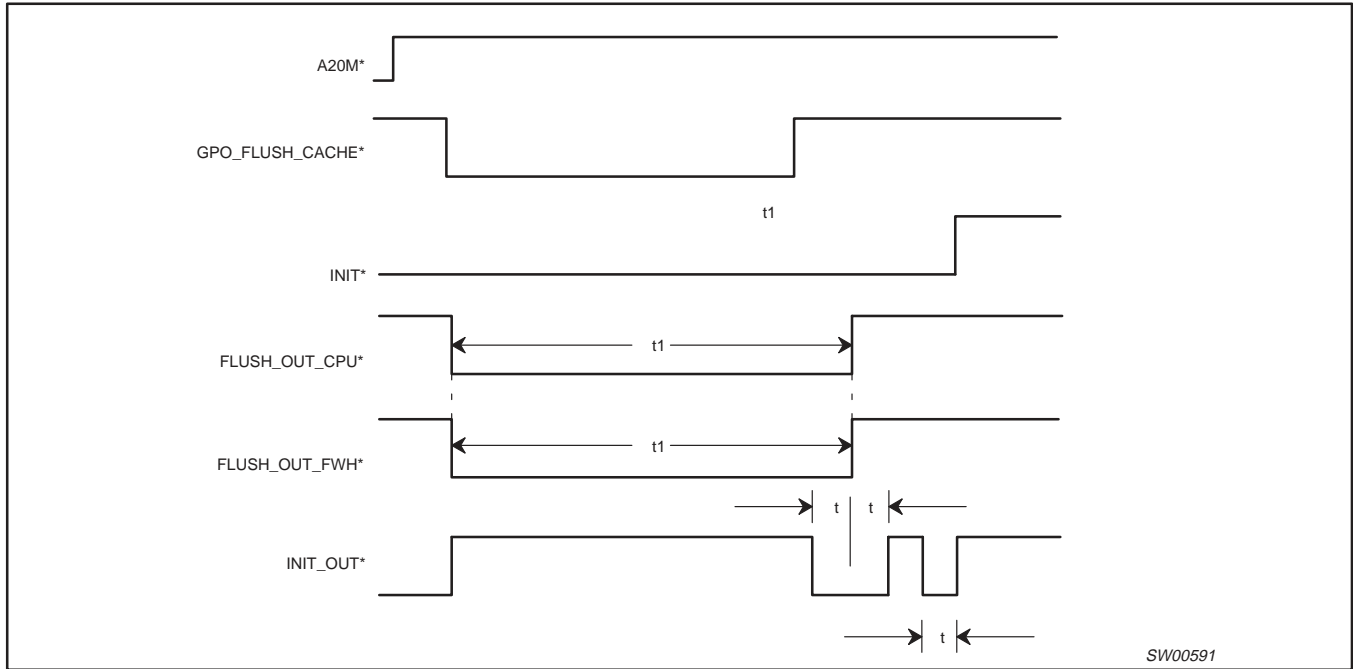 A20M*
GPO_FLUSH_CACHE*
t1
INIT*
t1
FLUSH_OUT_CPU*
t1
FLUSH_OUT_FWH*
t t
INIT_OUT*
t
SW00591